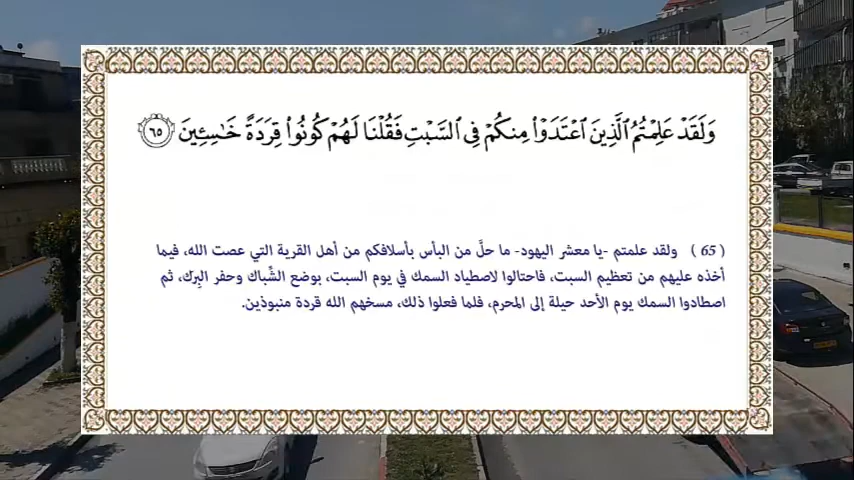 وَلَقَدْ عَلِمْتُمُ ٱلَّذِينَ ٱعْتَدَوْا۟ مِنكُمْ فِى ٱلسَّبْتِ فَقُلْنَا لَهُمْ كُونُوا۟ قِرَدَةً خَـٰسِـِٔينَ ٦٥
( 65 ) ولقد علمتم -يا معشر اليهود- ما حلَّ من البأس بأسلافكم من أهل القرية التي عصت الله، فيما
أخذه عليهم من تعظيم السبت، فاحتالوا لاصطياد السمك في يوم السبت، بوضع الشِّباك وحفر البِرك، ثم
اصطادوا السمك يوم الأحد حيلة إلى المحرم، فلما فعلوا ذلك، مسخهم الله قردة منبوذين.